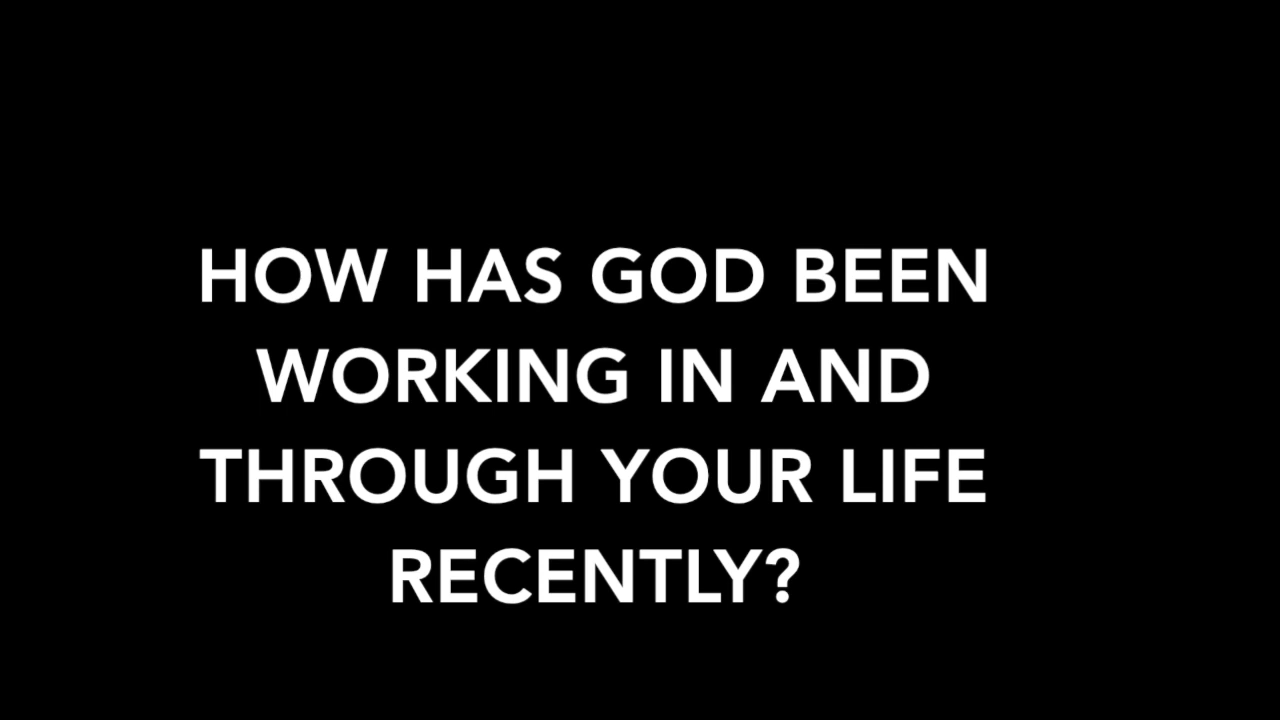 HOW HAS GOD BEEN
WORKING IN AND
THROUGH YOUR LIFE
RECENTLY?